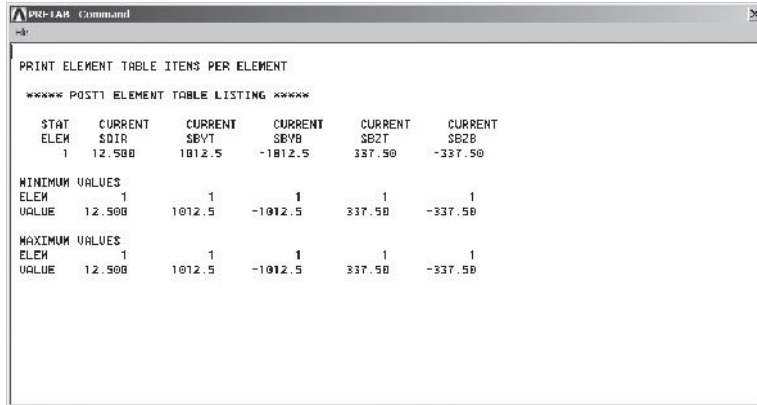 PRETAB Command
File
PRINT ELEMENT TABLE ITEMS PER ELEMENT
***** POST1 ELEMENT TABLE LISTING *****
STAT CURRENT CURRENT CURRENT CURRENT CURRENT
ELEM SDIR SBYT SBYB SBZT SBZB
1 12.500 1012.5 -1012.5 337.50 -337.50
MINIMUM VALUES
ELEM 1 1 1 1 1
VALUE 12.500 1012.5 -1012.5 337.50 -337.50
MAXIMUM VALUES
ELEM 1 1 1 1 1
VALUE 12.500 1012.5 -1012.5 337.50 -337.50